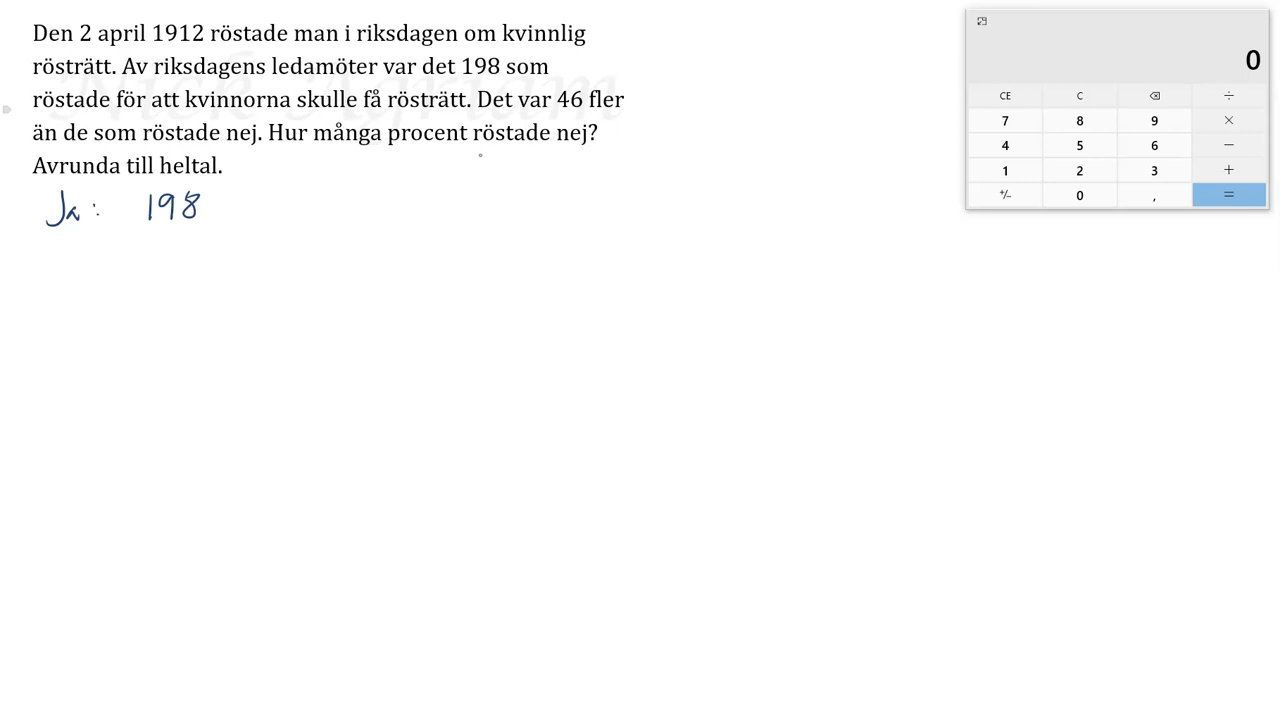 Den 2 april 1912 röstade man i riksdagen om kvinnlig
rösträtt. Av riksdagens ledamöter var det 198 som
röstade för att kvinnorna skulle få rösträtt. Det var 46 fler
än de som röstade nej. Hur många procent röstade nej?
Avrunda till heltal.
Ja: 198
0
CE C ⌫ ÷
7 8 9 ×
4 5 6 −
1 2 3 +
+/− 0 , =